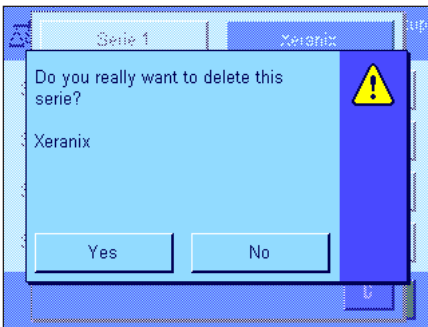 Serie 1 Xeranix
Do you really want to delete this
serie?
Xeranix
Yes No